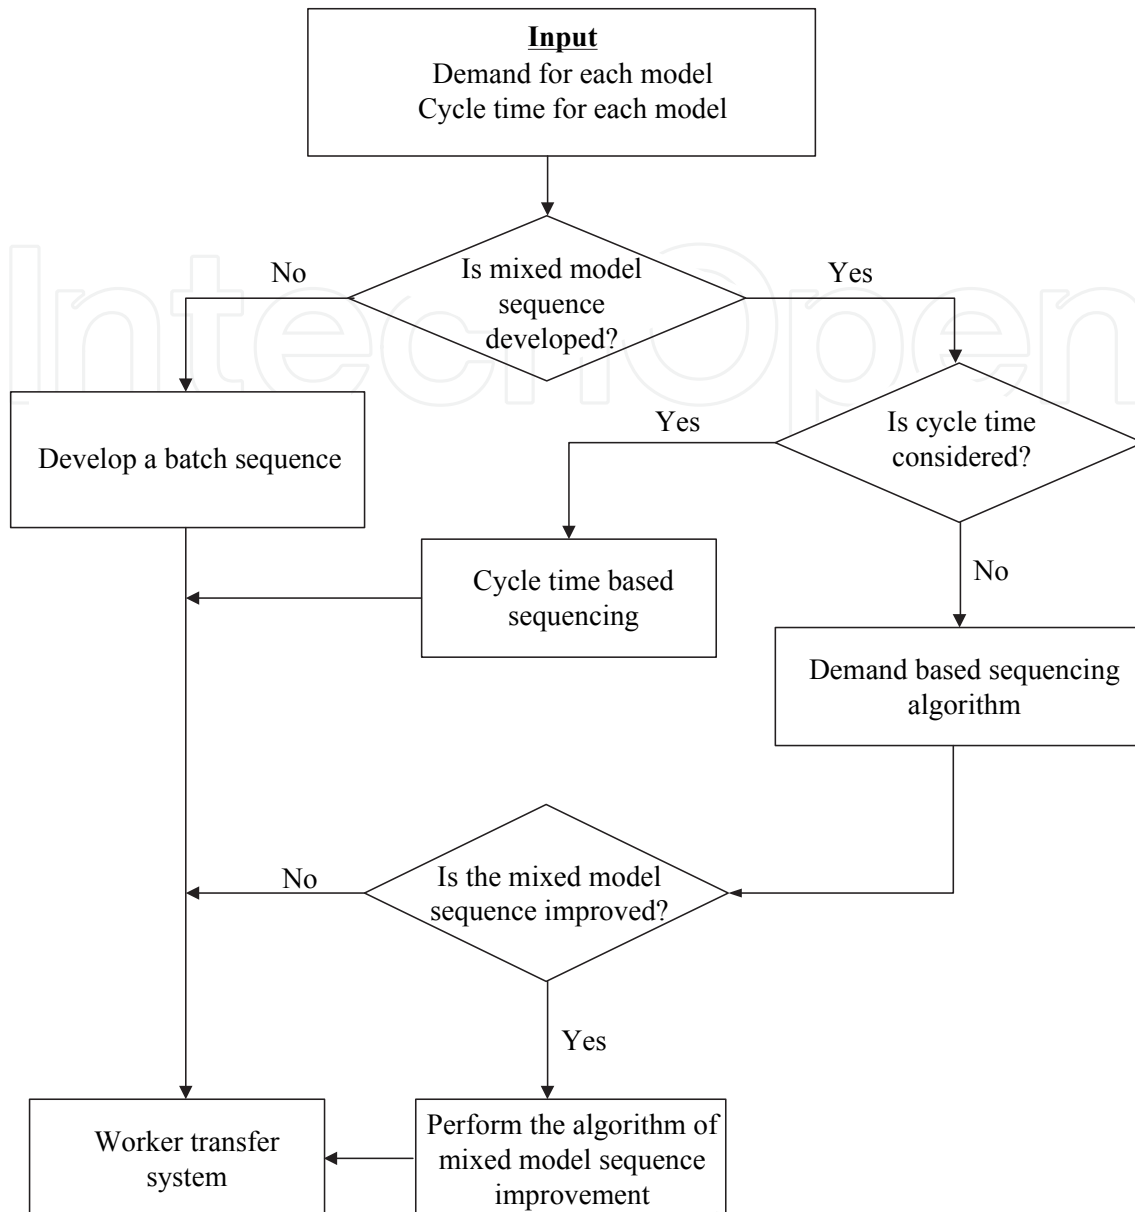 Input
Demand for each model
Cycle time for each model
No
Is mixed model
sequence
developed?
Yes
Develop a batch sequence
Yes
Is cycle time
considered?
Cycle time based
sequencing
No
Demand based sequencing
algorithm
No
Is the mixed model
sequence improved?
Yes
Worker transfer
system
Perform the algorithm of
mixed model sequence
improvement
IntechOpen